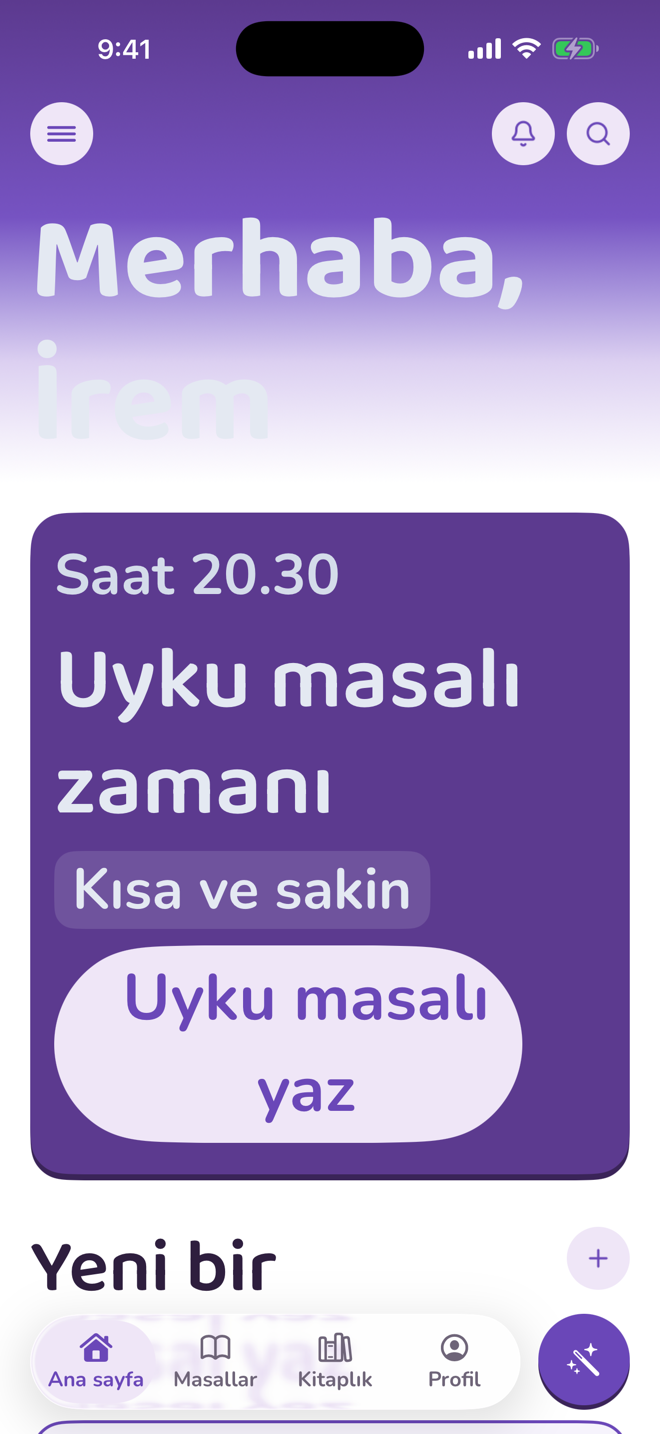 9:41
Merhaba,
İrem
Saat 20.30
Uyku masalı
zamanı
Kısa ve sakin
Uyku masalı
yaz
Yeni bir
Ana sayfa
Masallar
Kitaplık
Profil